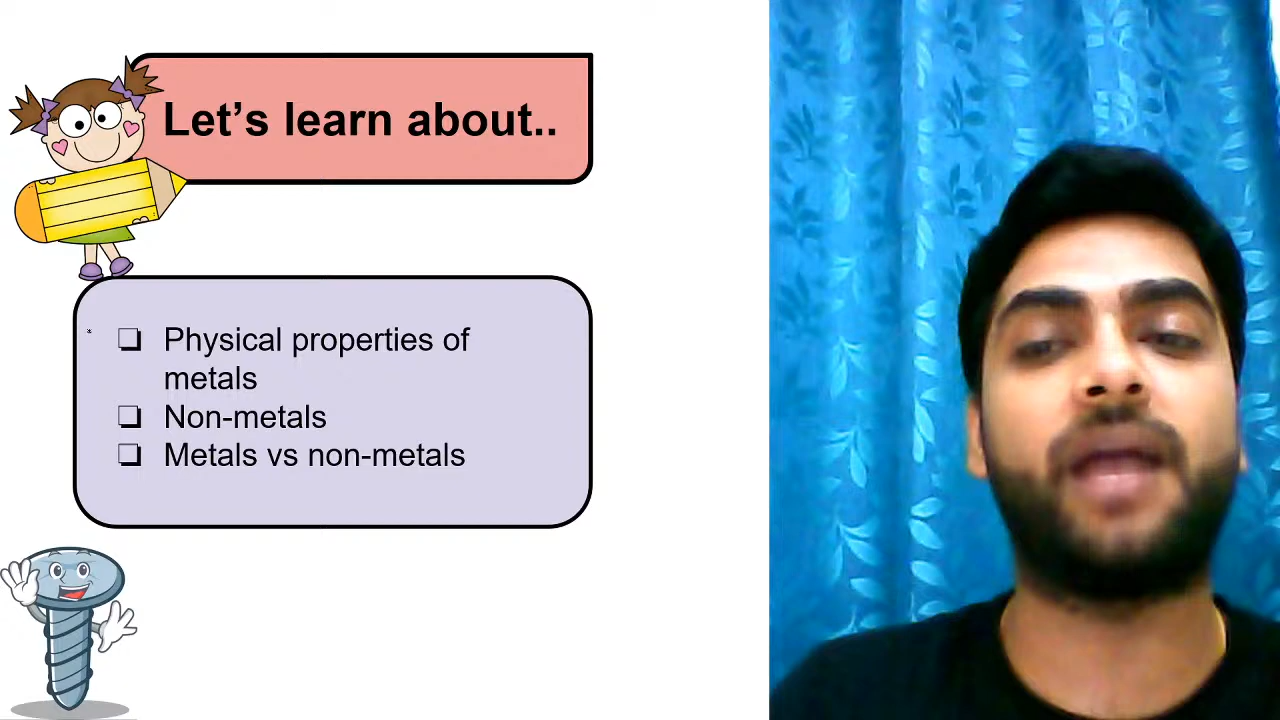 Let’s learn about..
❏ Physical properties of
metals
❏ Non-metals
❏ Metals vs non-metals